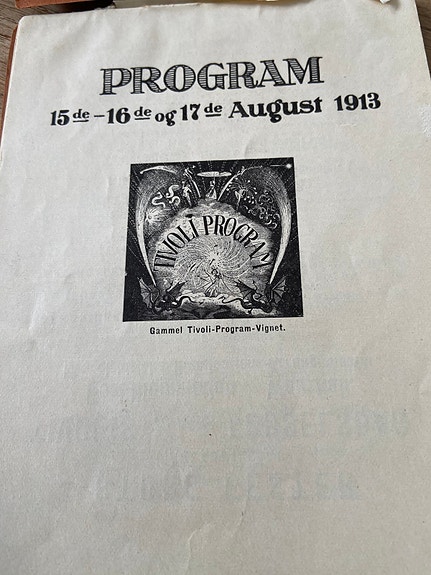 PROGRAM
15de – 16de og 17de August 1913
TIVOLI PROGRAM
Gammel Tivoli-Program-Vignet.